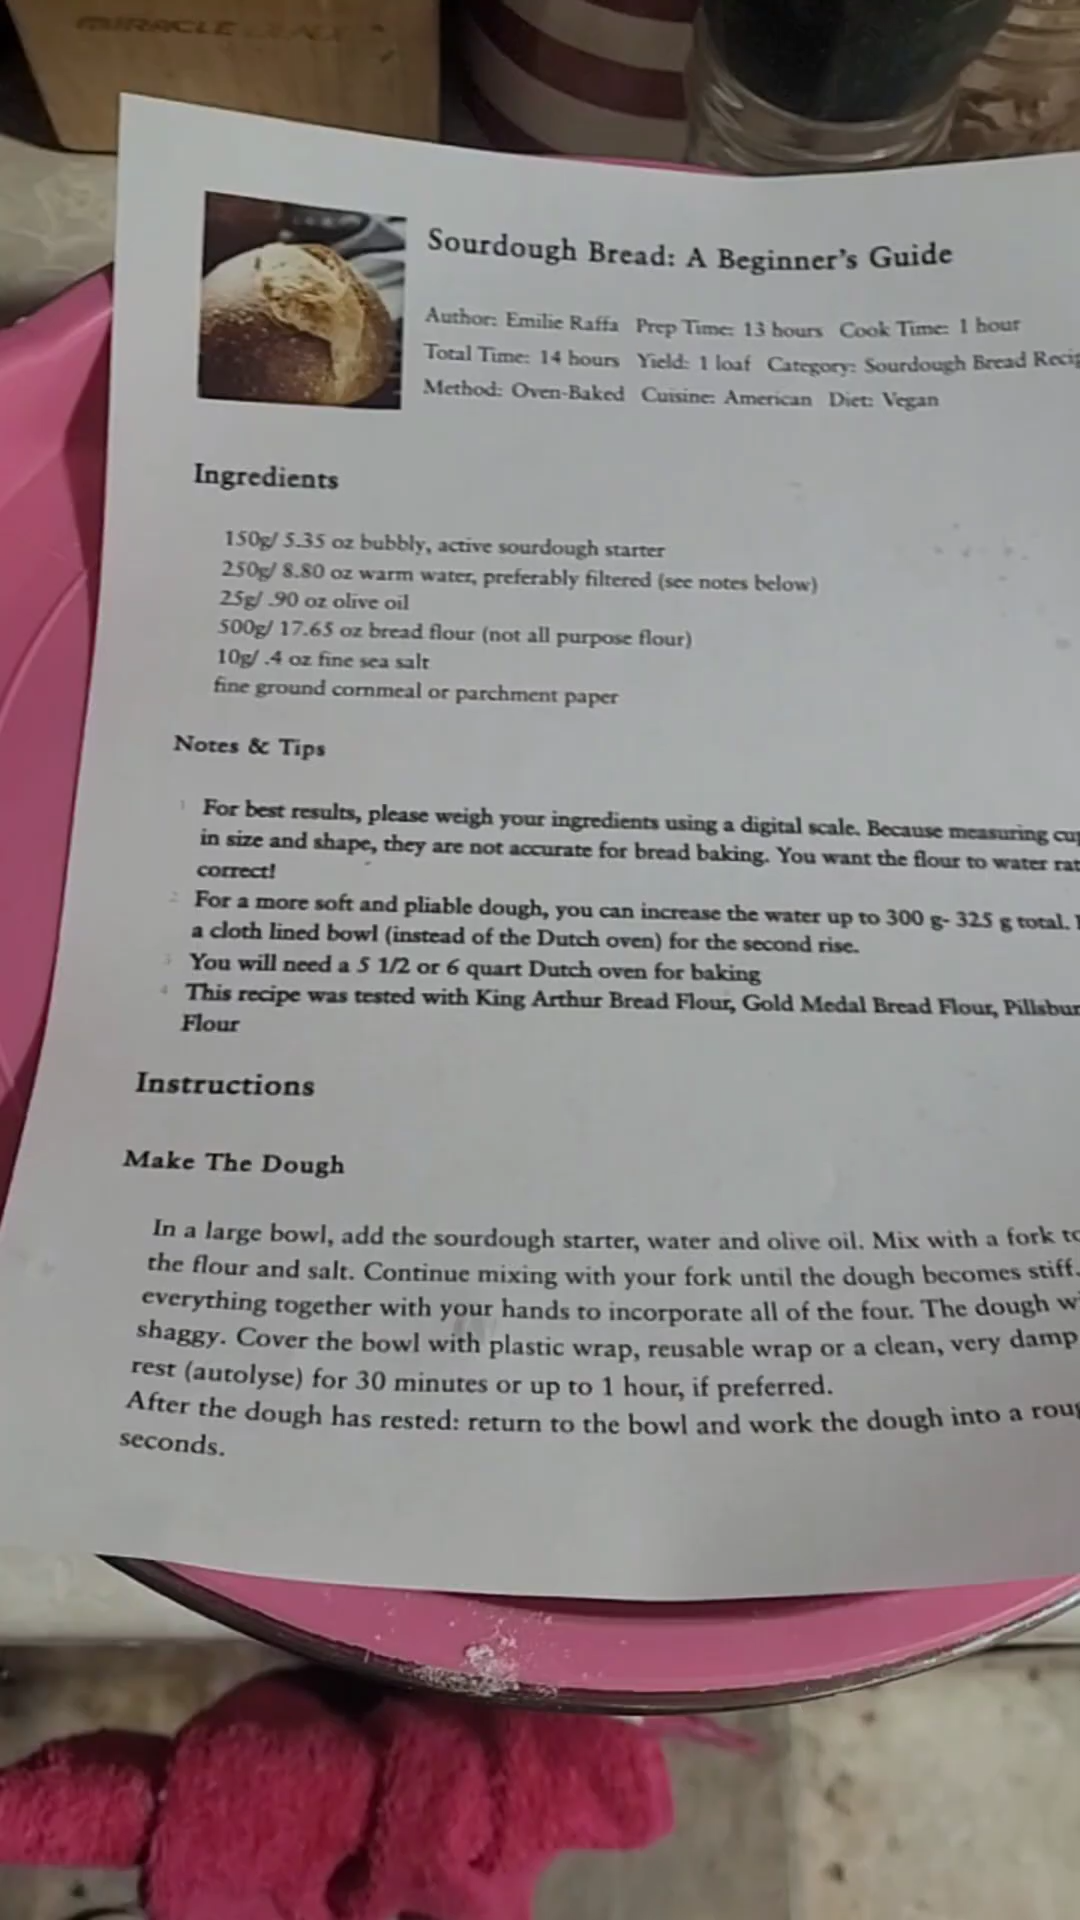 MIRACLE
Sourdough Bread: A Beginner's Guide
Author: Emilie Raffa Prep Time: 13 hours Cook Time: 1 hour
Total Time: 14 hours Yield: 1 loaf Category: Sourdough Bread Recip
Method: Oven-Baked Cuisine: American Diet: Vegan
Ingredients
150g/ 5.35 oz bubbly, active sourdough starter
250g/ 8.80 oz warm water, preferably filtered (see notes below)
25g/ .90 oz olive oil
500g/ 17.65 oz bread flour (not all purpose flour)
10g/ .4 oz fine sea salt
fine ground cornmeal or parchment paper
Notes & Tips
1 For best results, please weigh your ingredients using a digital scale. Because measuring cup
in size and shape, they are not accurate for bread baking. You want the flour to water rat
correct!
2 For a more soft and pliable dough, you can increase the water up to 300 g- 325 g total.
a cloth lined bowl (instead of the Dutch oven) for the second rise.
3 You will need a 5 1/2 or 6 quart Dutch oven for baking
4 This recipe was tested with King Arthur Bread Flour, Gold Medal Bread Flour, Pillsbur
Flour
Instructions
Make The Dough
In a large bowl, add the sourdough starter, water and olive oil. Mix with a fork to
the flour and salt. Continue mixing with your fork until the dough becomes stiff.
everything together with your hands to incorporate all of the four. The dough w
shaggy. Cover the bowl with plastic wrap, reusable wrap or a clean, very damp
rest (autolyse) for 30 minutes or up to 1 hour, if preferred.
After the dough has rested: return to the bowl and work the dough into a roug
seconds.